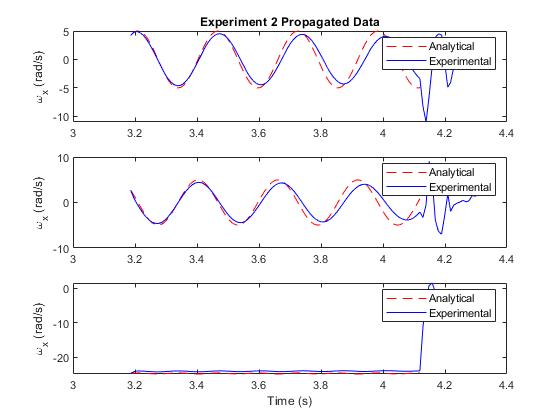 Experiment 2 Propagated Data
5
0
-5
-10
ω x (rad/s)
Analytical
Experimental
3 3.2 3.4 3.6 3.8 4 4.2 4.4
10
0
-10
ω x (rad/s)
Analytical
Experimental
3 3.2 3.4 3.6 3.8 4 4.2 4.4
0
-10
-20
ω x (rad/s)
Analytical
Experimental
3 3.2 3.4 3.6 3.8 4 4.2 4.4
Time (s)